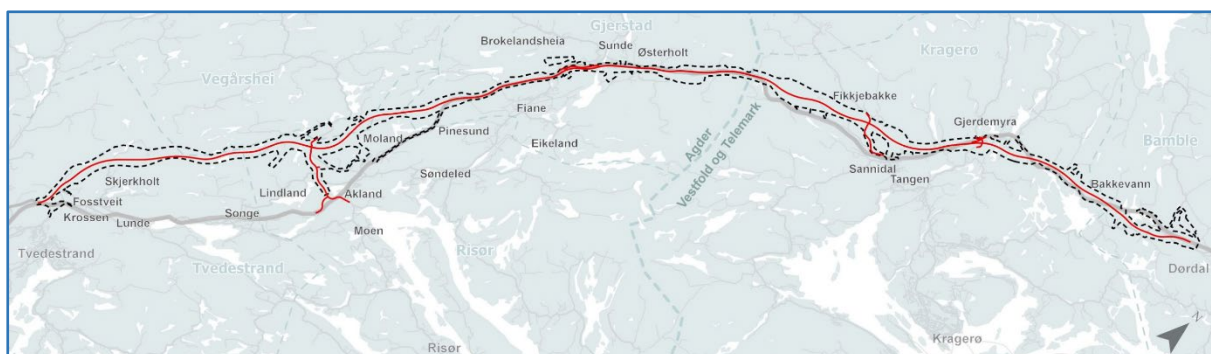 Gjerstad
Brokelandsheia
Sunde
Østerholt
Kragerø
Vegårshei
Fikkjebakke
Fiane
Gjerdemyra
Pinesund
Moland
Eikeland
Agder
Vestfold og Telemark
Bamble
Sannidal
Tangen
Bakkevann
Skjerkholt
Søndeled
Lindland
Akland
Fosstveit
Krossen
Lunde
Songe
Moen
Tvedestrand
Tvedestrand
Risør
Dørdal
Kragerø
Risør
N